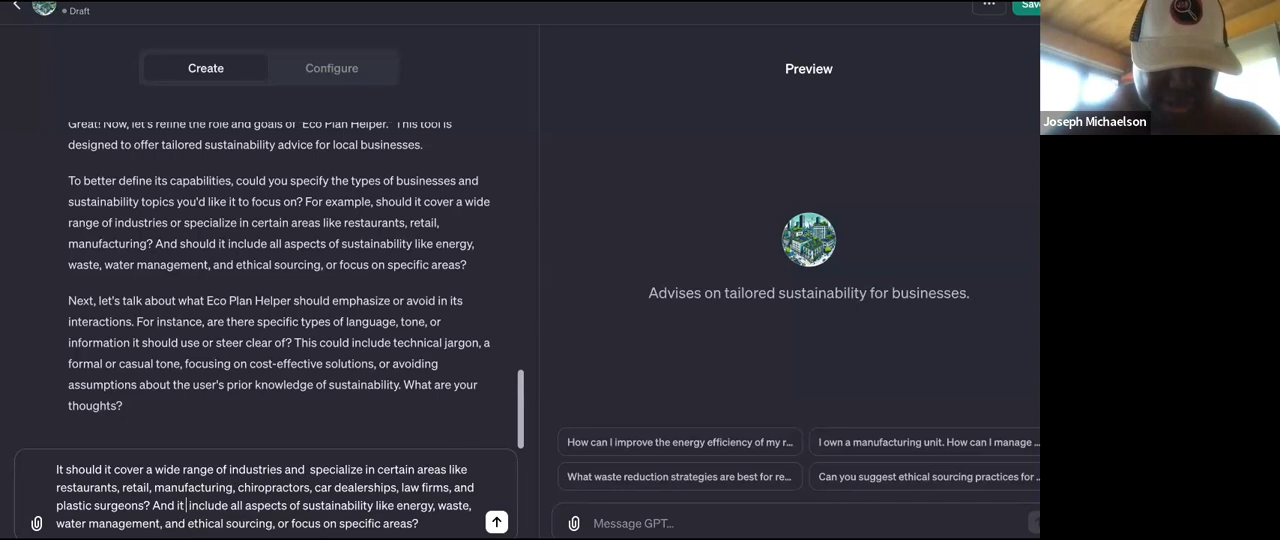 Draft
Save
Create
Configure
Preview
Joseph Michaelson
Great! Now, let's refine the role and goals of "Eco Plan Helper." This tool is
designed to offer tailored sustainability advice for local businesses.
To better define its capabilities, could you specify the types of businesses and
sustainability topics you'd like it to focus on? For example, should it cover a wide
range of industries or specialize in certain areas like restaurants, retail,
manufacturing? And should it include all aspects of sustainability like energy,
waste, water management, and ethical sourcing, or focus on specific areas?
Next, let's talk about what Eco Plan Helper should emphasize or avoid in its
interactions. For instance, are there specific types of language, tone, or
information it should use or steer clear of? This could include technical jargon, a
formal or casual tone, focusing on cost-effective solutions, or avoiding
assumptions about the user's prior knowledge of sustainability. What are your
thoughts?
It should it cover a wide range of industries and  specialize in certain areas like
restaurants, retail, manufacturing, chiropractors, car dealerships, law firms, and
plastic surgeons? And it include all aspects of sustainability like energy, waste,
water management, and ethical sourcing, or focus on specific areas?
Advises on tailored sustainability for businesses.
How can I improve the energy efficiency of my r...
I own a manufacturing unit. How can I manage ...
What waste reduction strategies are best for re...
Can you suggest ethical sourcing practices for ...
Message GPT...